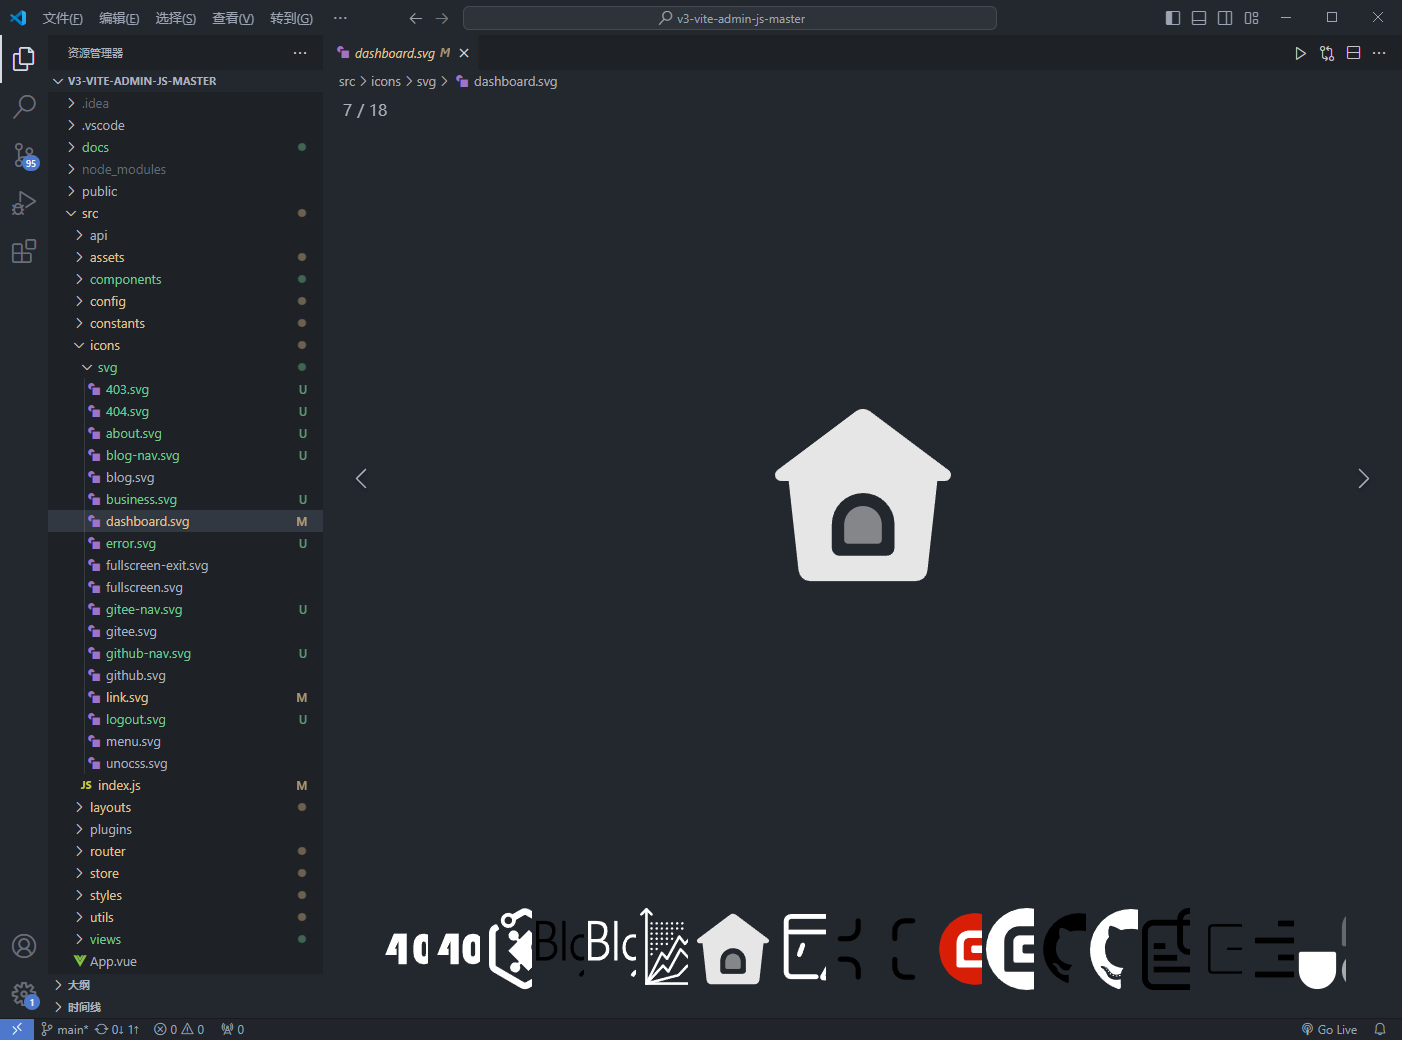 文件(F) 编辑(E) 选择(S) 查看(V) 转到(G) ···
v3-vite-admin-js-master
资源管理器
dashboard.svg M
V3-VITE-ADMIN-JS-MASTER
src > icons > svg > dashboard.svg
7 / 18
.idea
.vscode
docs
node_modules
public
src
api
assets
components
config
constants
icons
svg
403.svg U
404.svg U
about.svg U
blog-nav.svg U
blog.svg
business.svg U
dashboard.svg M
error.svg U
fullscreen-exit.svg
fullscreen.svg
gitee-nav.svg U
gitee.svg
github-nav.svg U
github.svg
link.svg M
logout.svg U
menu.svg
unocss.svg
JS index.js M
layouts
plugins
router
store
styles
utils
views
App.vue
大纲
时间线
95
1
40 40 Blo Blo
main* 0↓ 1↑ 0 0 0
Go Live